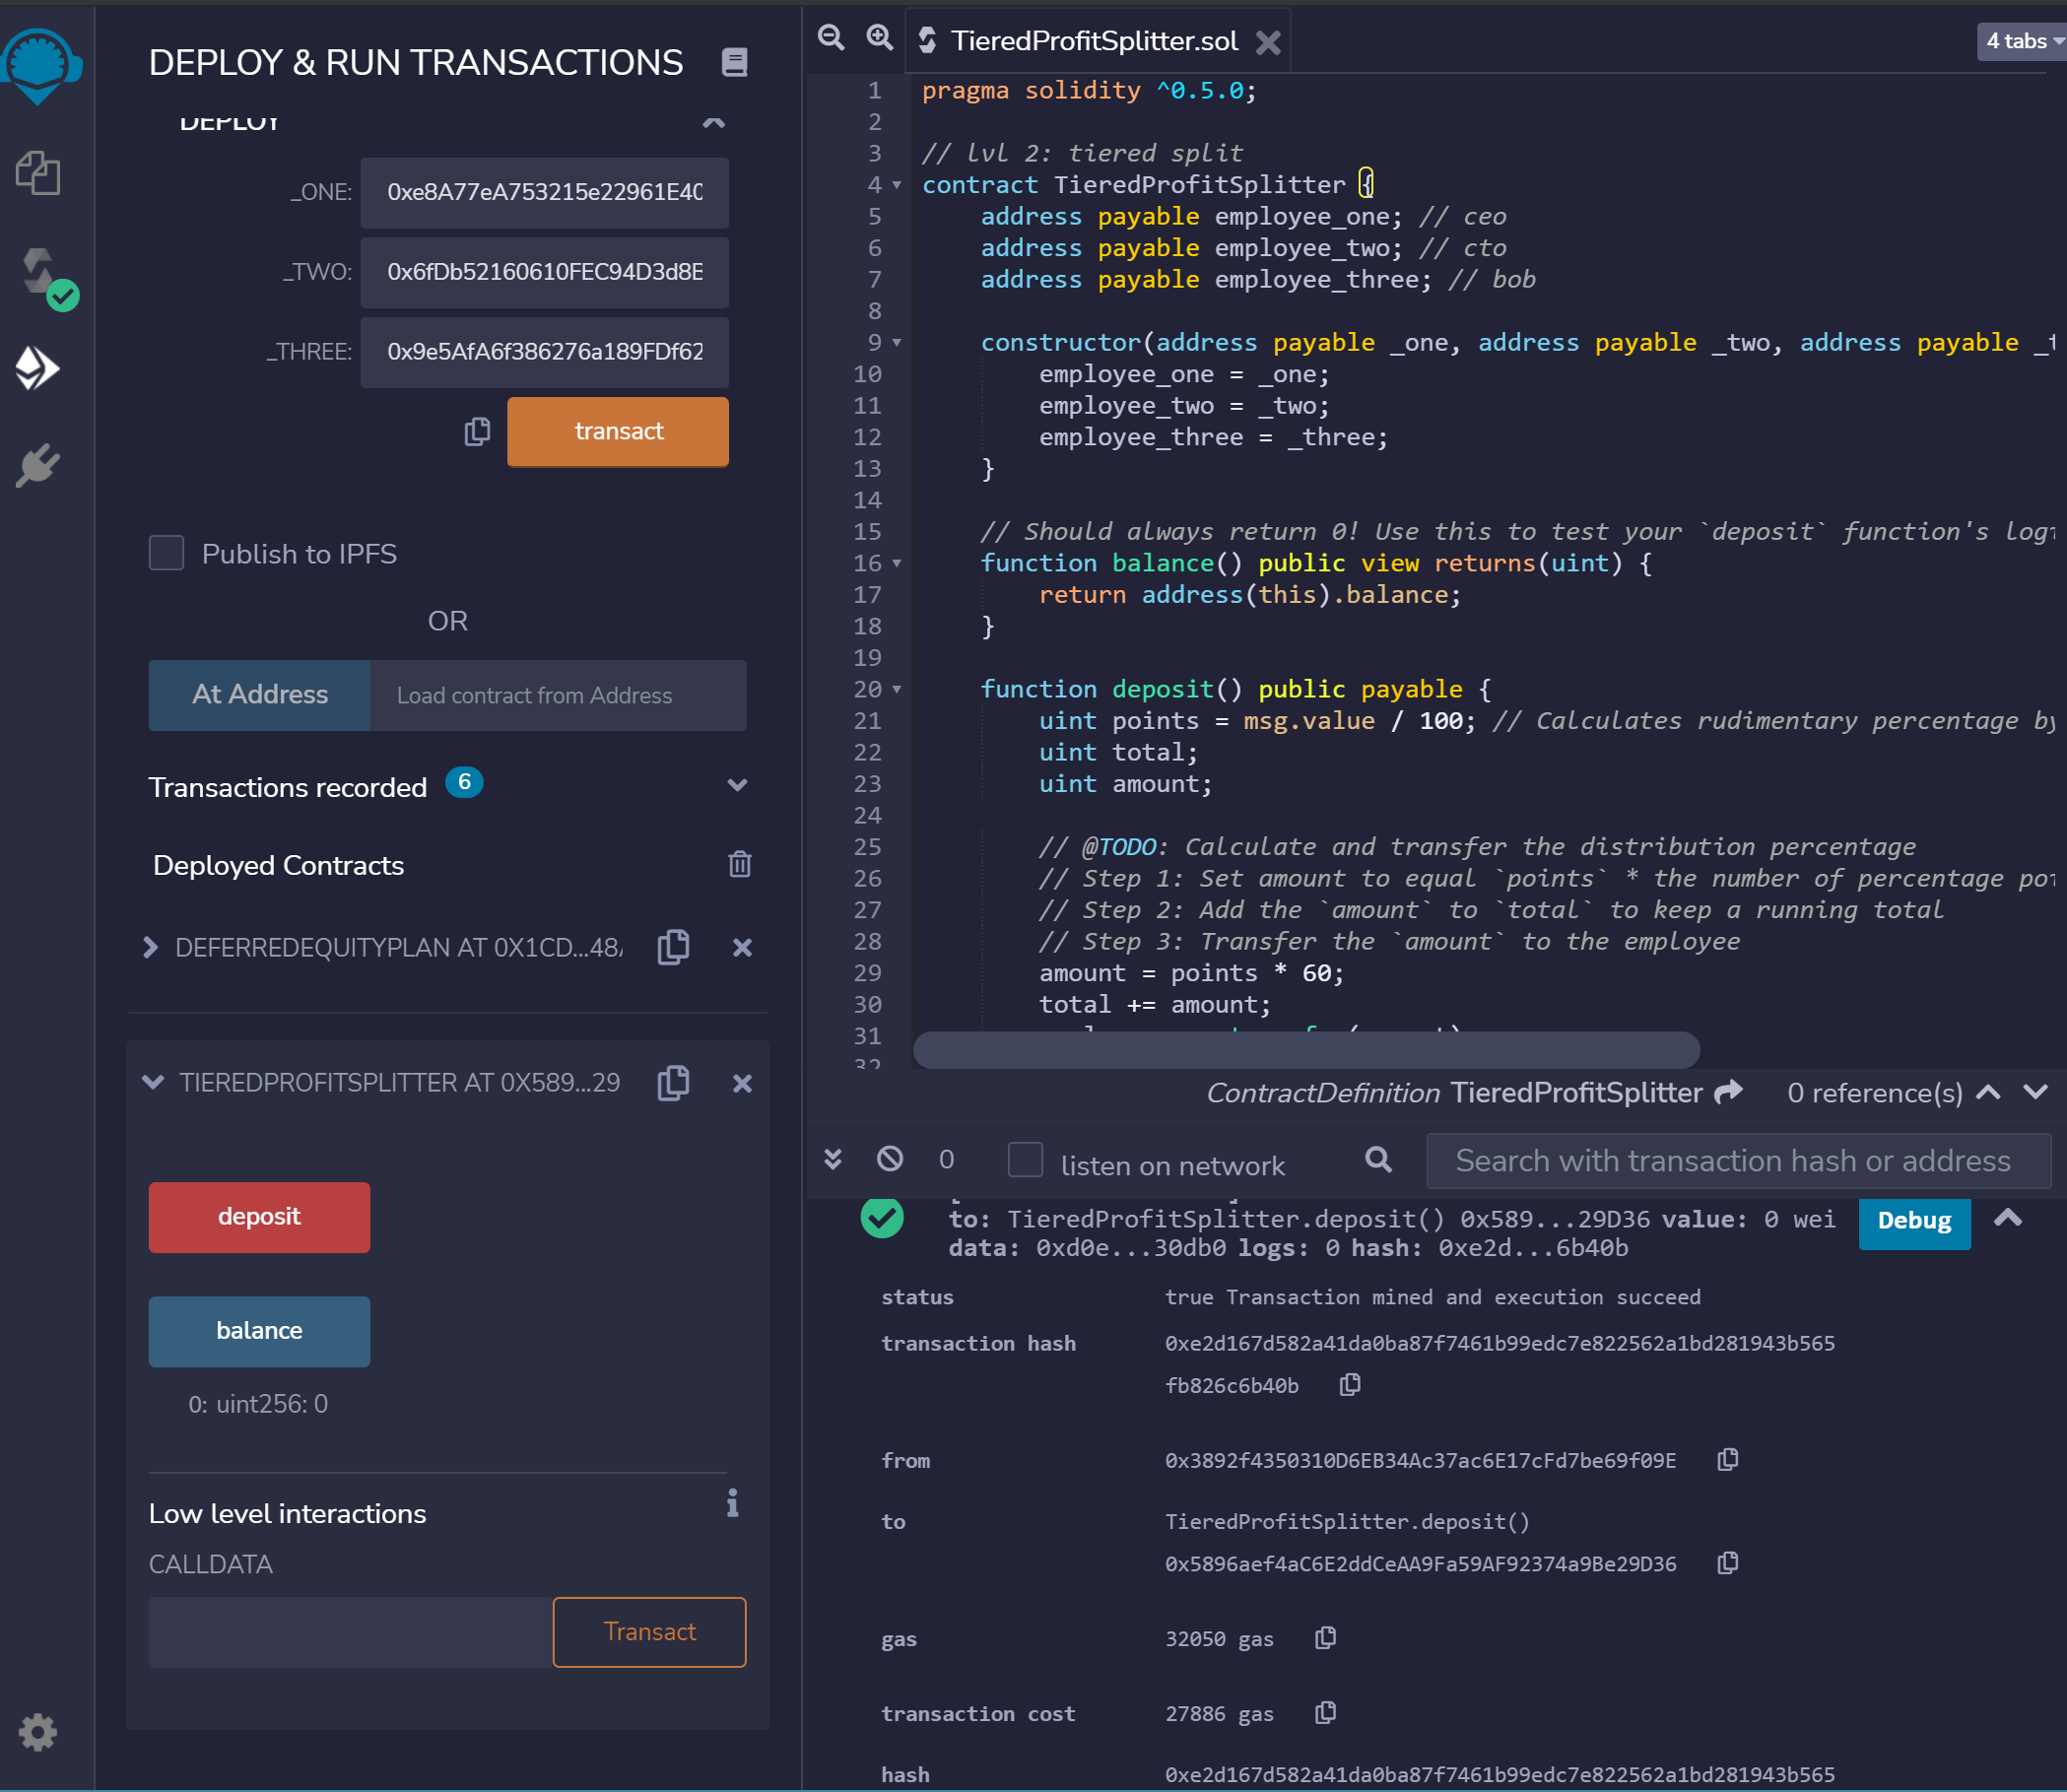 DEPLOY & RUN TRANSACTIONS
DEPLOY
_ONE: 0xe8A77eA753215e22961E40
_TWO: 0x6fDb52160610FEC94D3d8E
_THREE: 0x9e5AfA6f386276a189FDf62
transact
Publish to IPFS
OR
At Address Load contract from Address
Transactions recorded 6
Deployed Contracts
DEFERREDEQUITYPLAN AT 0X1CD...48
TIEREDPROFITSPLITTER AT 0X589...29
deposit
balance
0: uint256: 0
Low level interactions
CALLDATA
Transact
TieredProfitSplitter.sol
4 tabs
1 pragma solidity ^0.5.0;
2
3 // lvl 2: tiered split
4 contract TieredProfitSplitter {
5 address payable employee_one; // ceo
6 address payable employee_two; // cto
7 address payable employee_three; // bob
8
9 constructor(address payable _one, address payable _two, address payable _t
10 employee_one = _one;
11 employee_two = _two;
12 employee_three = _three;
13 }
14
15 // Should always return 0! Use this to test your `deposit` function's logi
16 function balance() public view returns(uint) {
17 return address(this).balance;
18 }
19
20 function deposit() public payable {
21 uint points = msg.value / 100; // Calculates rudimentary percentage by
22 uint total;
23 uint amount;
24
25 // @TODO: Calculate and transfer the distribution percentage
26 // Step 1: Set amount to equal `points` * the number of percentage poi
27 // Step 2: Add the `amount` to `total` to keep a running total
28 // Step 3: Transfer the `amount` to the employee
29 amount = points * 60;
30 total += amount;
31
32
ContractDefinition TieredProfitSplitter 0 reference(s)
0 listen on network Search with transaction hash or address
to: TieredProfitSplitter.deposit() 0x589...29D36 value: 0 wei Debug
data: 0xd0e...30db0 logs: 0 hash: 0xe2d...6b40b
status true Transaction mined and execution succeed
transaction hash 0xe2d167d582a41da0ba87f7461b99edc7e822562a1bd281943b565
fb826c6b40b
from 0x3892f4350310D6EB34Ac37ac6E17cFd7be69f09E
to TieredProfitSplitter.deposit()
0x5896aef4aC6E2ddCeAA9Fa59AF92374a9Be29D36
gas 32050 gas
transaction cost 27886 gas
hash 0xe2d167d582a41da0ba87f7461b99edc7e822562a1bd281943b565